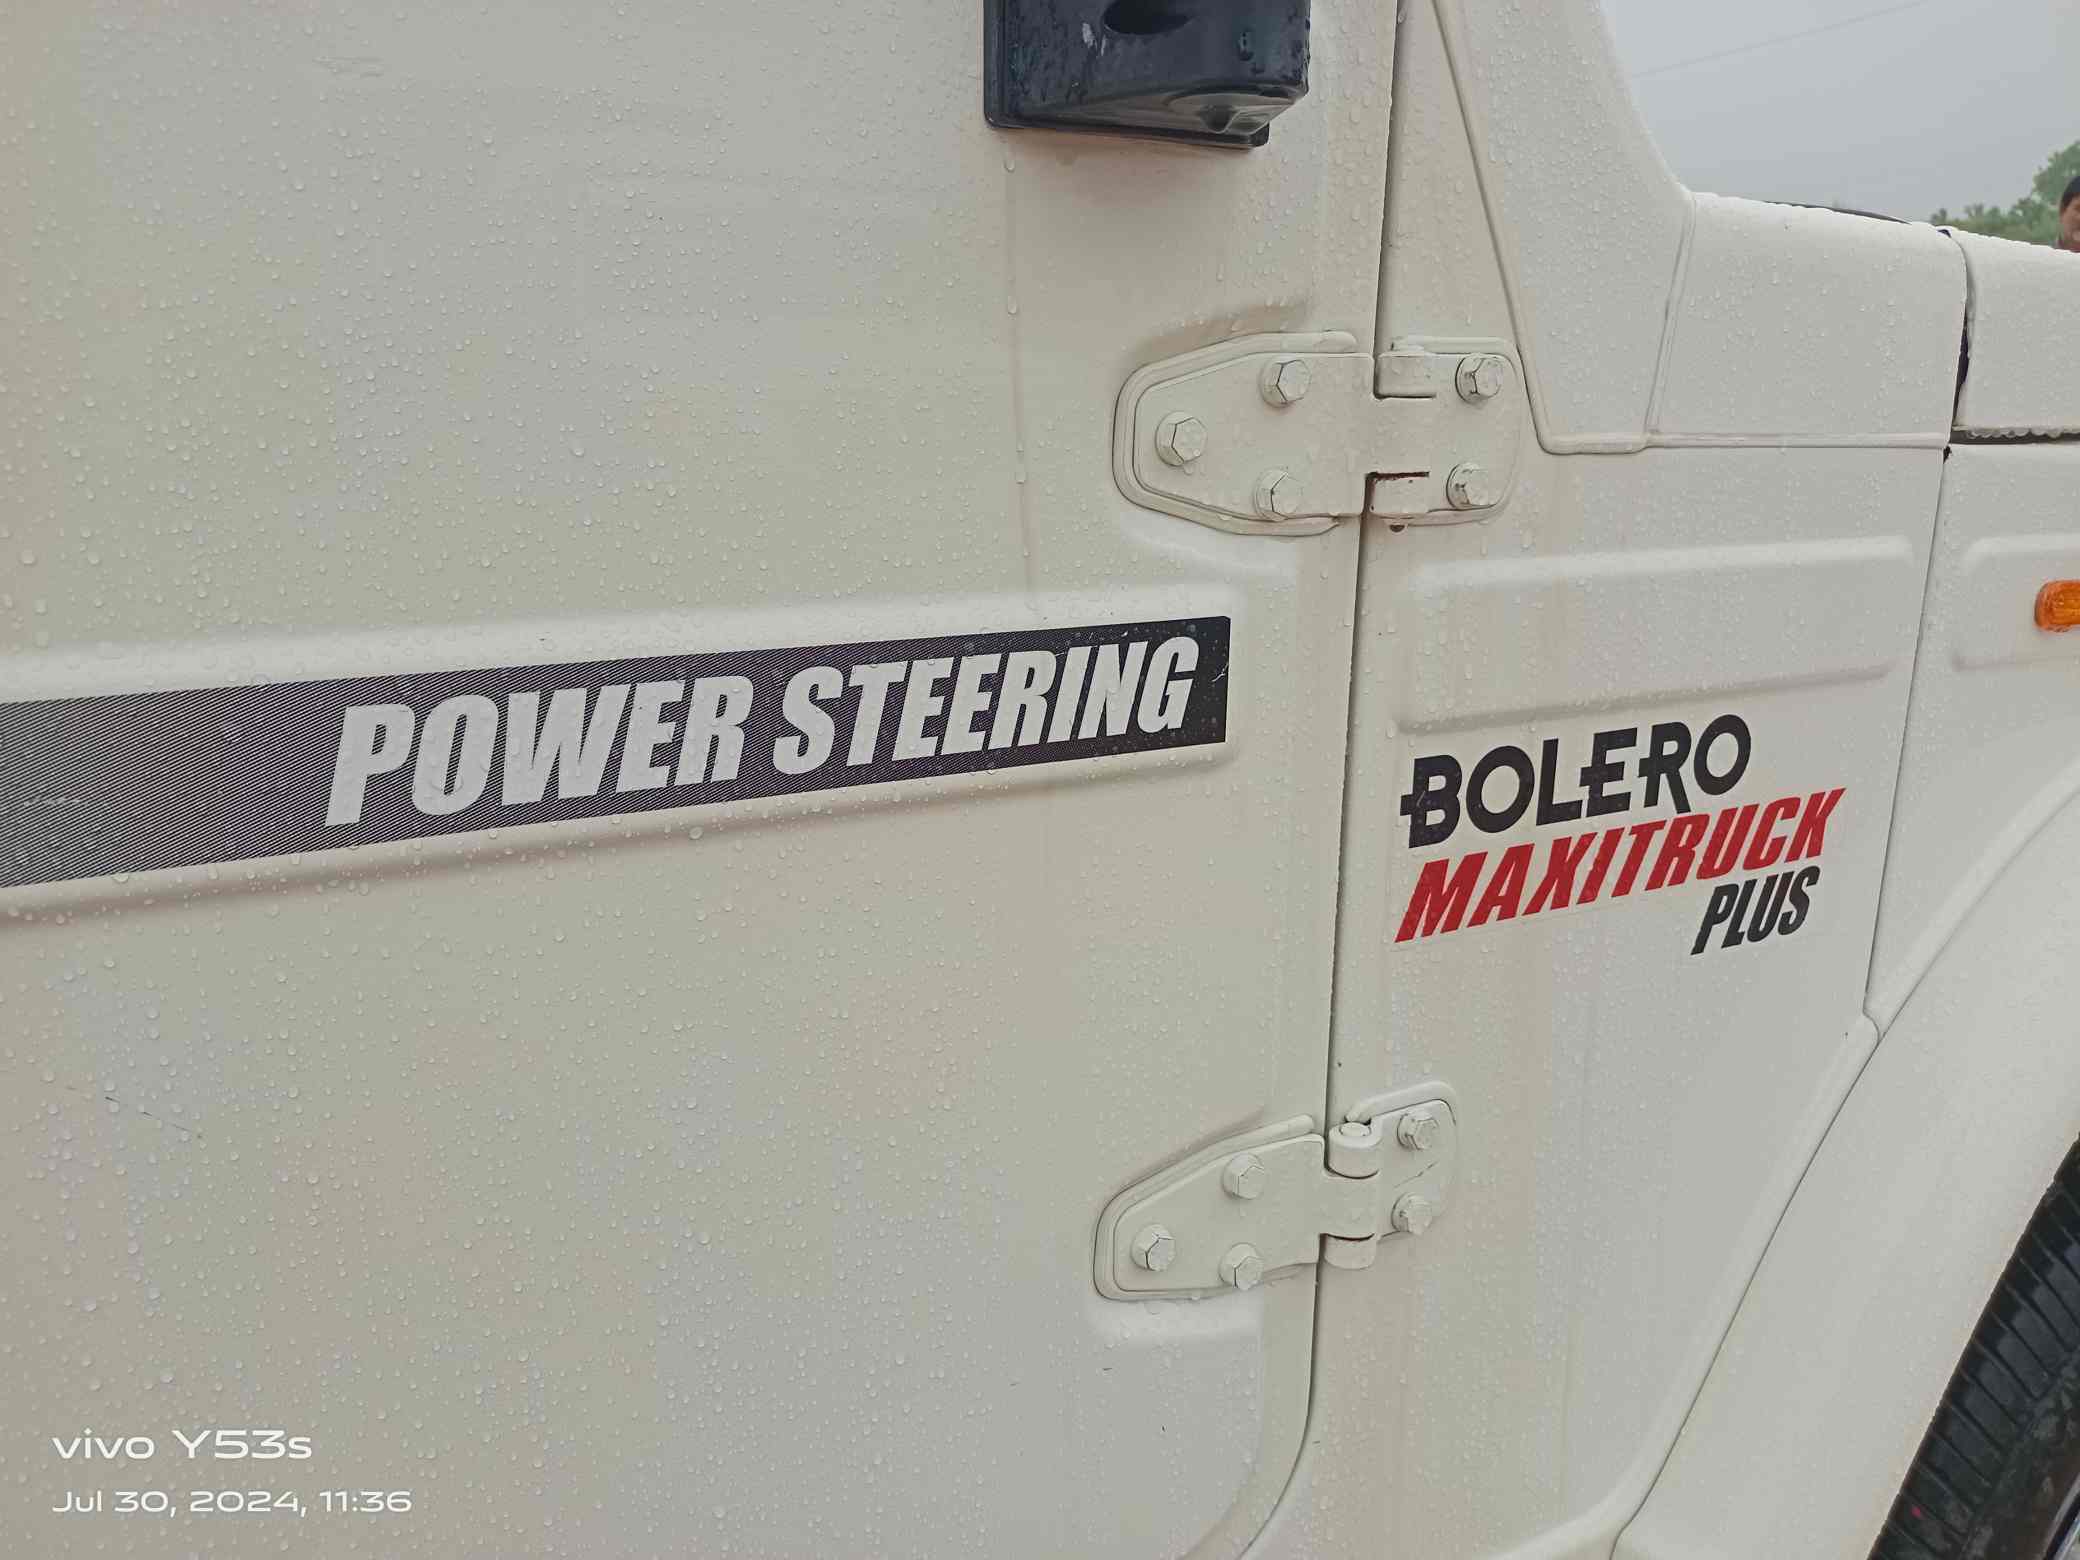 POWER STEERING
BOLERO
MAXITRUCK
PLUS
vivo Y53s
Jul 30, 2024, 11:36